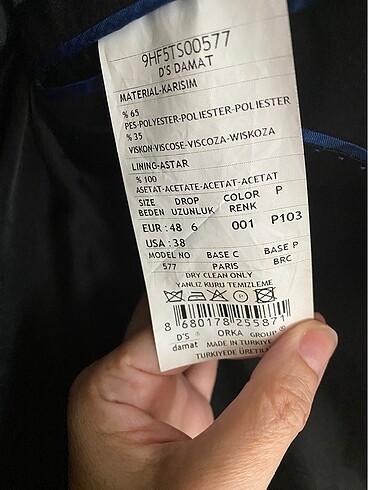 9HF5TS00577
D'S DAMAT
MATERIAL-KARISIM
% 65
PES-POLYESTER-POLIESTER-POLIESTER
% 35
VISKON-VISCOSE-VISCOZA-WISKOZA
LINING-ASTAR
% 100
ASETAT-ACETATE-ACETAT-ACETAT
SIZE DROP COLOR P
BEDEN UZUNLUK RENK
EUR : 48 6 001 P103
USA : 38
MODEL NO BASE C BASE P
577 PARIS BRC
DRY CLEAN ONLY
YANLIZ KURU TEMIZLEME
P
8 680178 255871
D'S ® ORKA GROUP ®
damat MADE IN TURKIYE
TURKIYEDE ÜRETİL